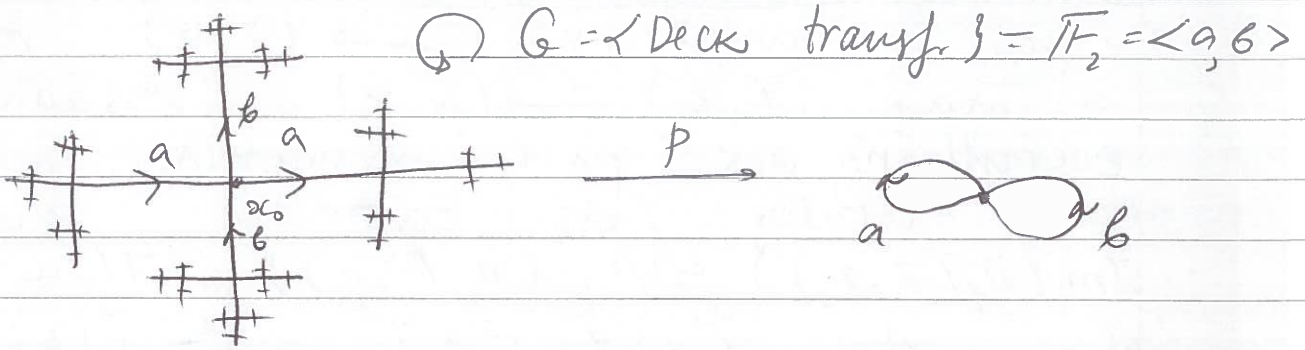 G = { Deck transf. } = F₂ = <a, b>
b
a
a
P
x₀
b
a
b